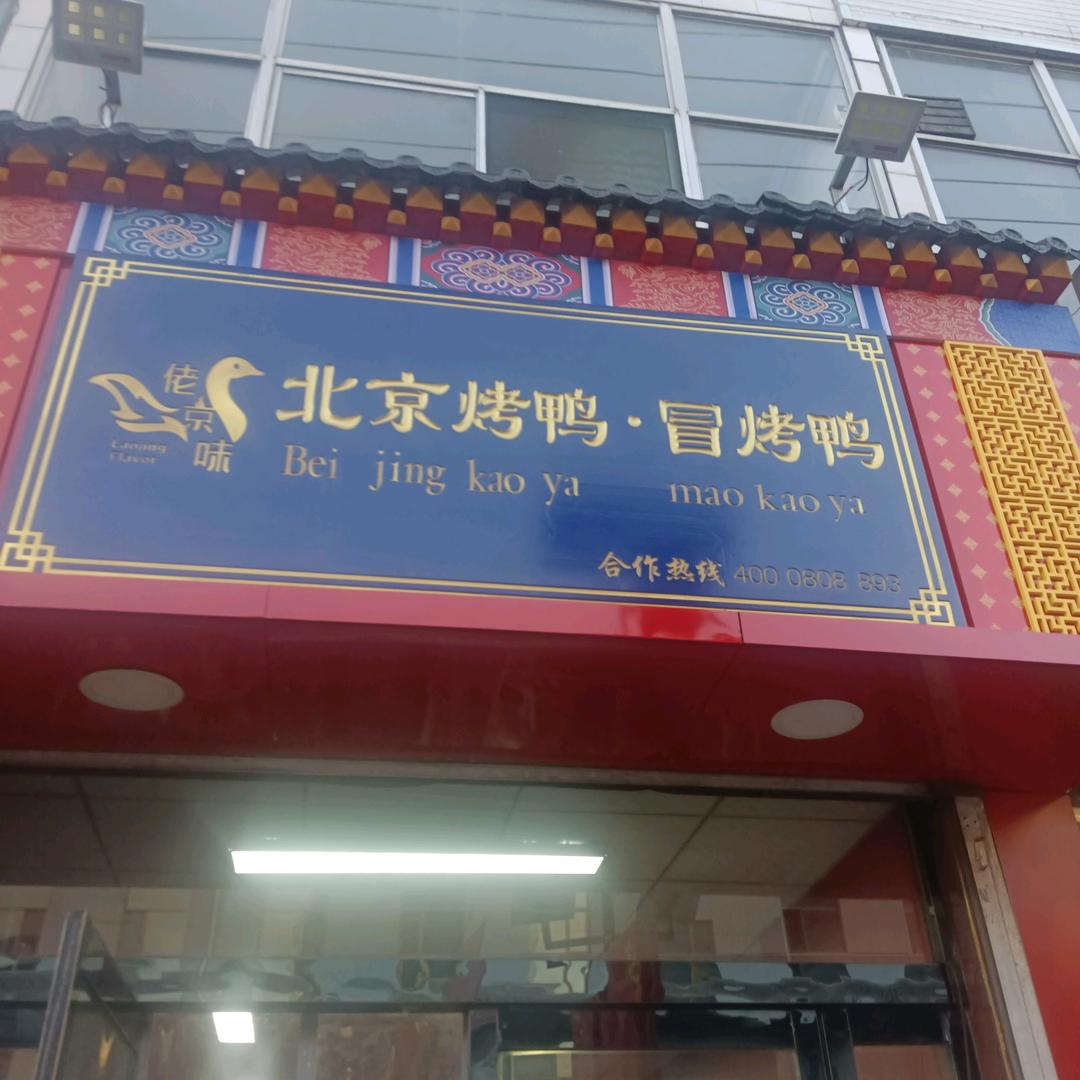 佬京味
Flavor
北京烤鸭·冒烤鸭
Bei jing kao ya mao kao ya
合作热线 400 0808 893